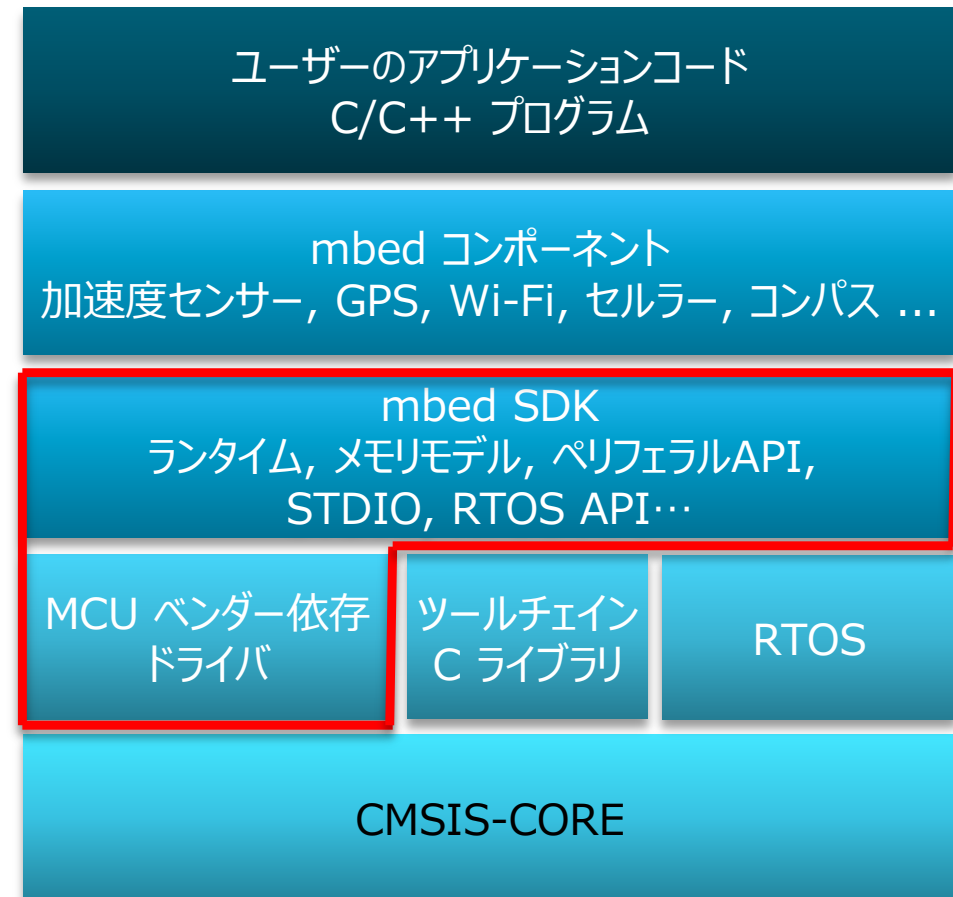 ユーザーのアプリケーションコード
C/C++ プログラム
mbed コンポーネント
加速度センサー, GPS, Wi-Fi, セルラー, コンパス ...
mbed SDK
ランタイム, メモリモデル, ペリフェラルAPI,
STDIO, RTOS API…
MCU ベンダー依存
ドライバ
ツールチェイン
C ライブラリ
RTOS
CMSIS-CORE